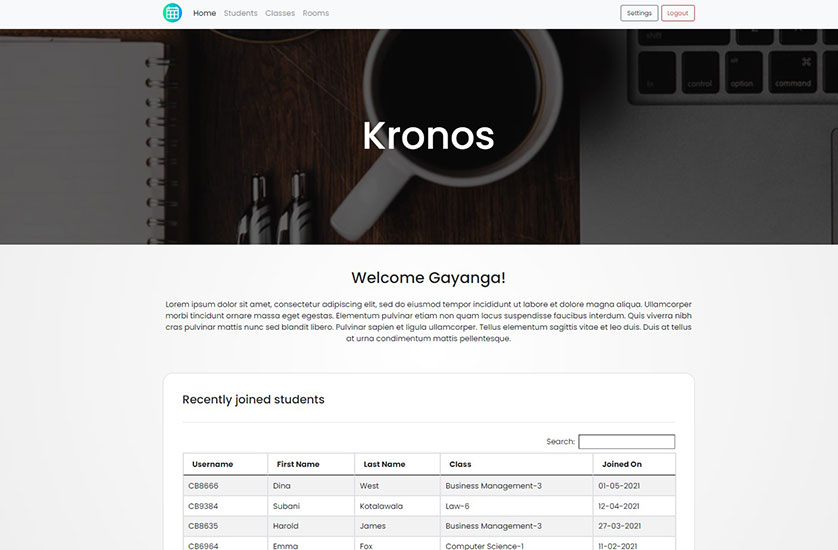 Home Students Classes Rooms Settings Logout
shift
alt ⌘
fn control option command
Kronos
Welcome Gayanga!
Lorem ipsum dolor sit amet, consectetur adipiscing elit, sed do eiusmod tempor incididunt ut labore et dolore magna aliqua. Ullamcorper
morbi tincidunt ornare massa eget egestas. Elementum pulvinar etiam non quam lacus suspendisse faucibus interdum. Quis viverra nibh
cras pulvinar mattis nunc sed blandit libero. Pulvinar sapien et ligula ullamcorper. Tellus elementum sagittis vitae et leo duis. Duis at tellus
at urna condimentum mattis pellentesque.
Recently joined students
Search:
Username First Name Last Name Class Joined On
CB8666 Dina West Business Management-3 01-05-2021
CB9384 Subani Kotalawala Law-6 12-04-2021
CB8635 Harold James Business Management-3 27-03-2021
CB6964 Emma Fox Computer Science-1 11-02-2021